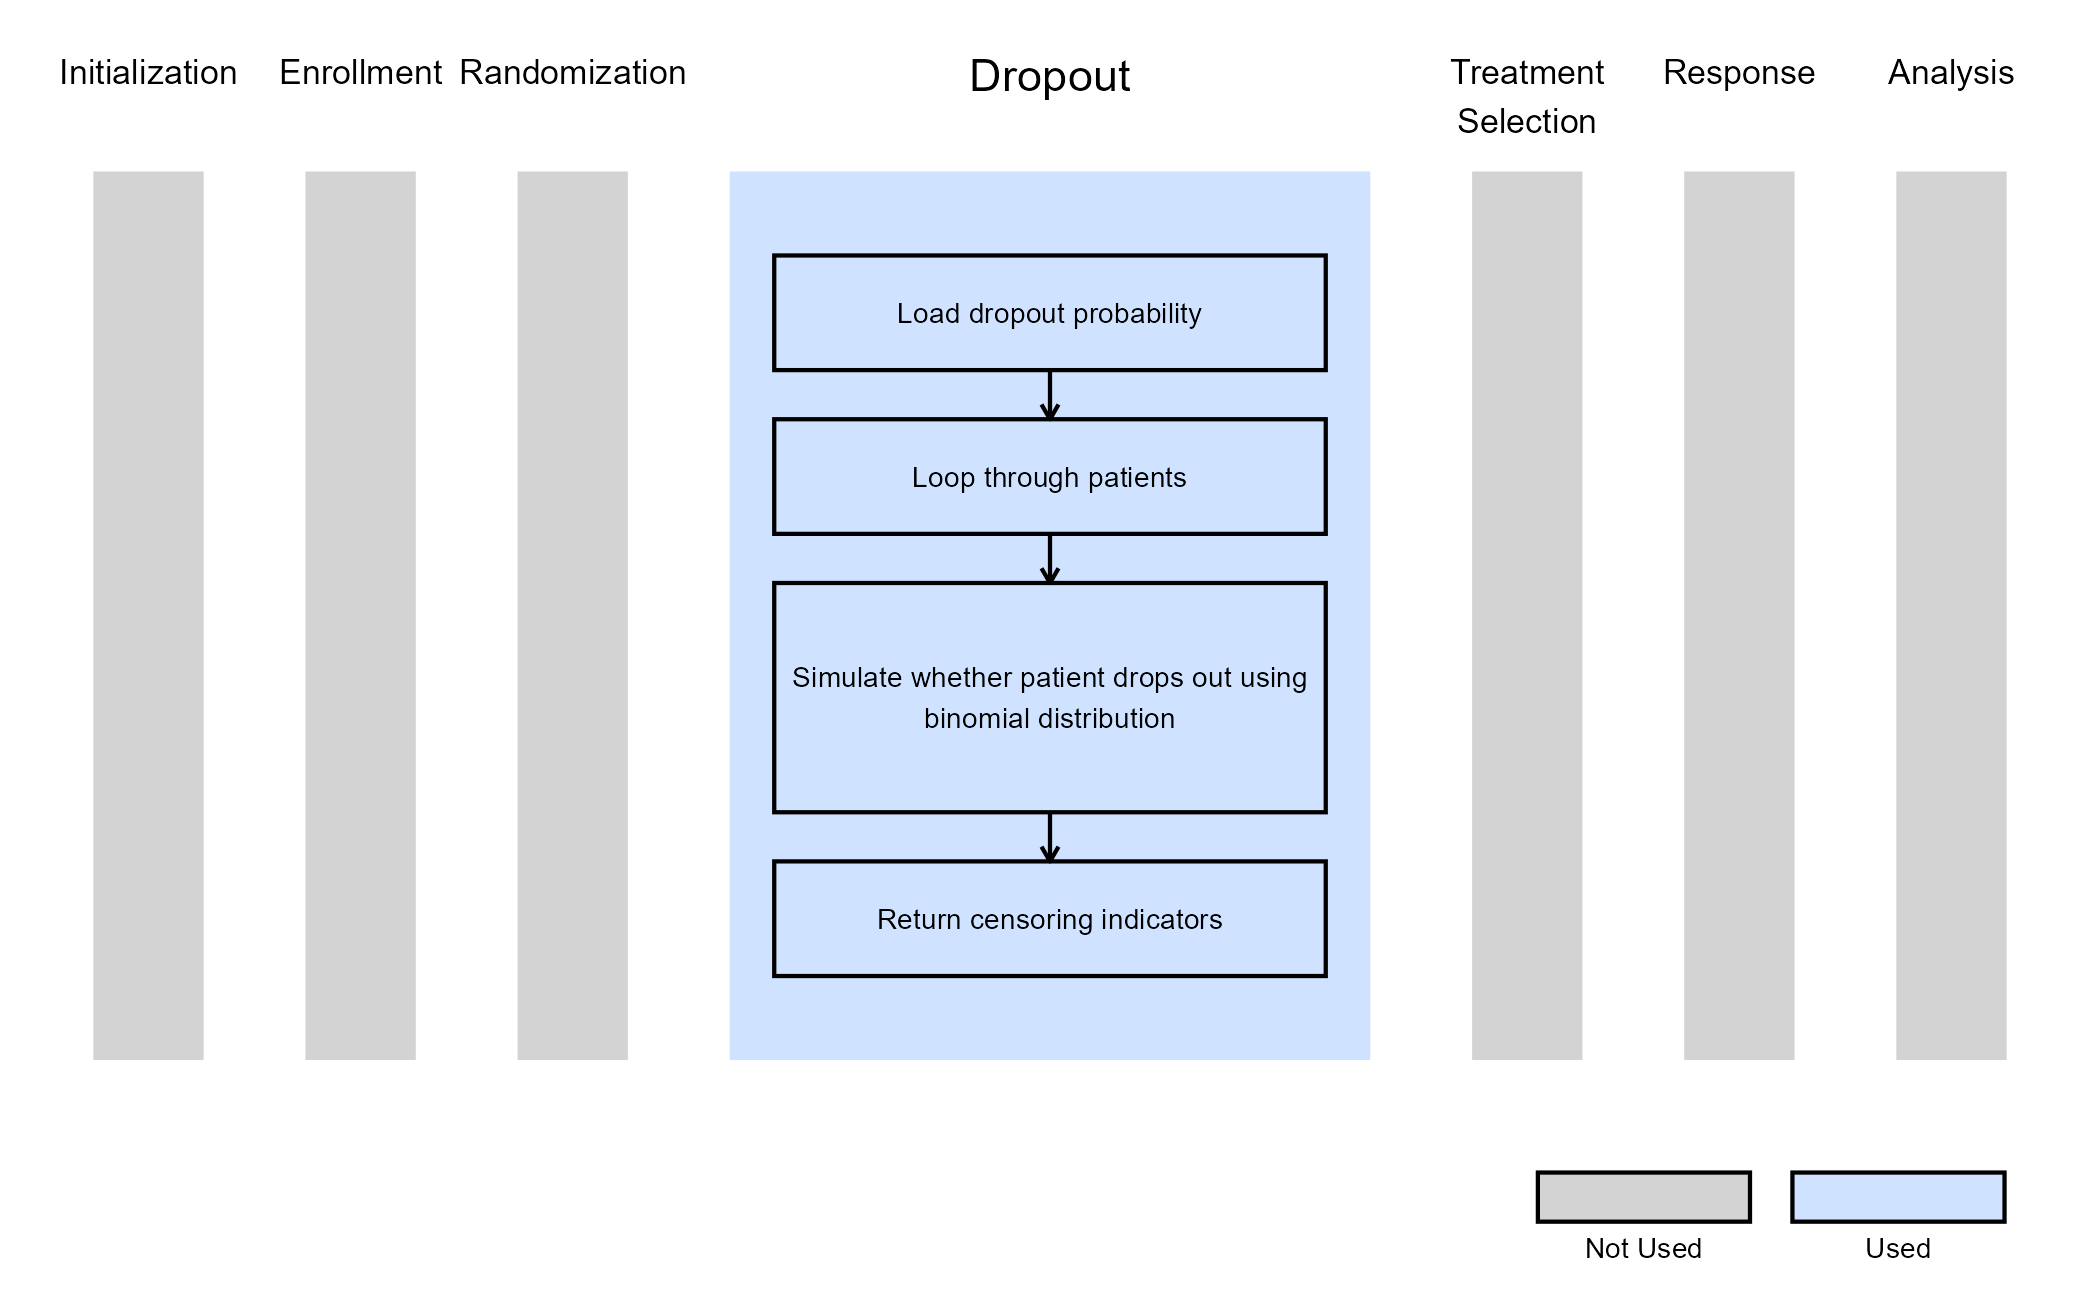 Initialization
Enrollment
Randomization
Dropout
Treatment
Selection
Response
Analysis
Load dropout probability
Loop through patients
Simulate whether patient drops out using
binomial distribution
Return censoring indicators
Not Used
Used